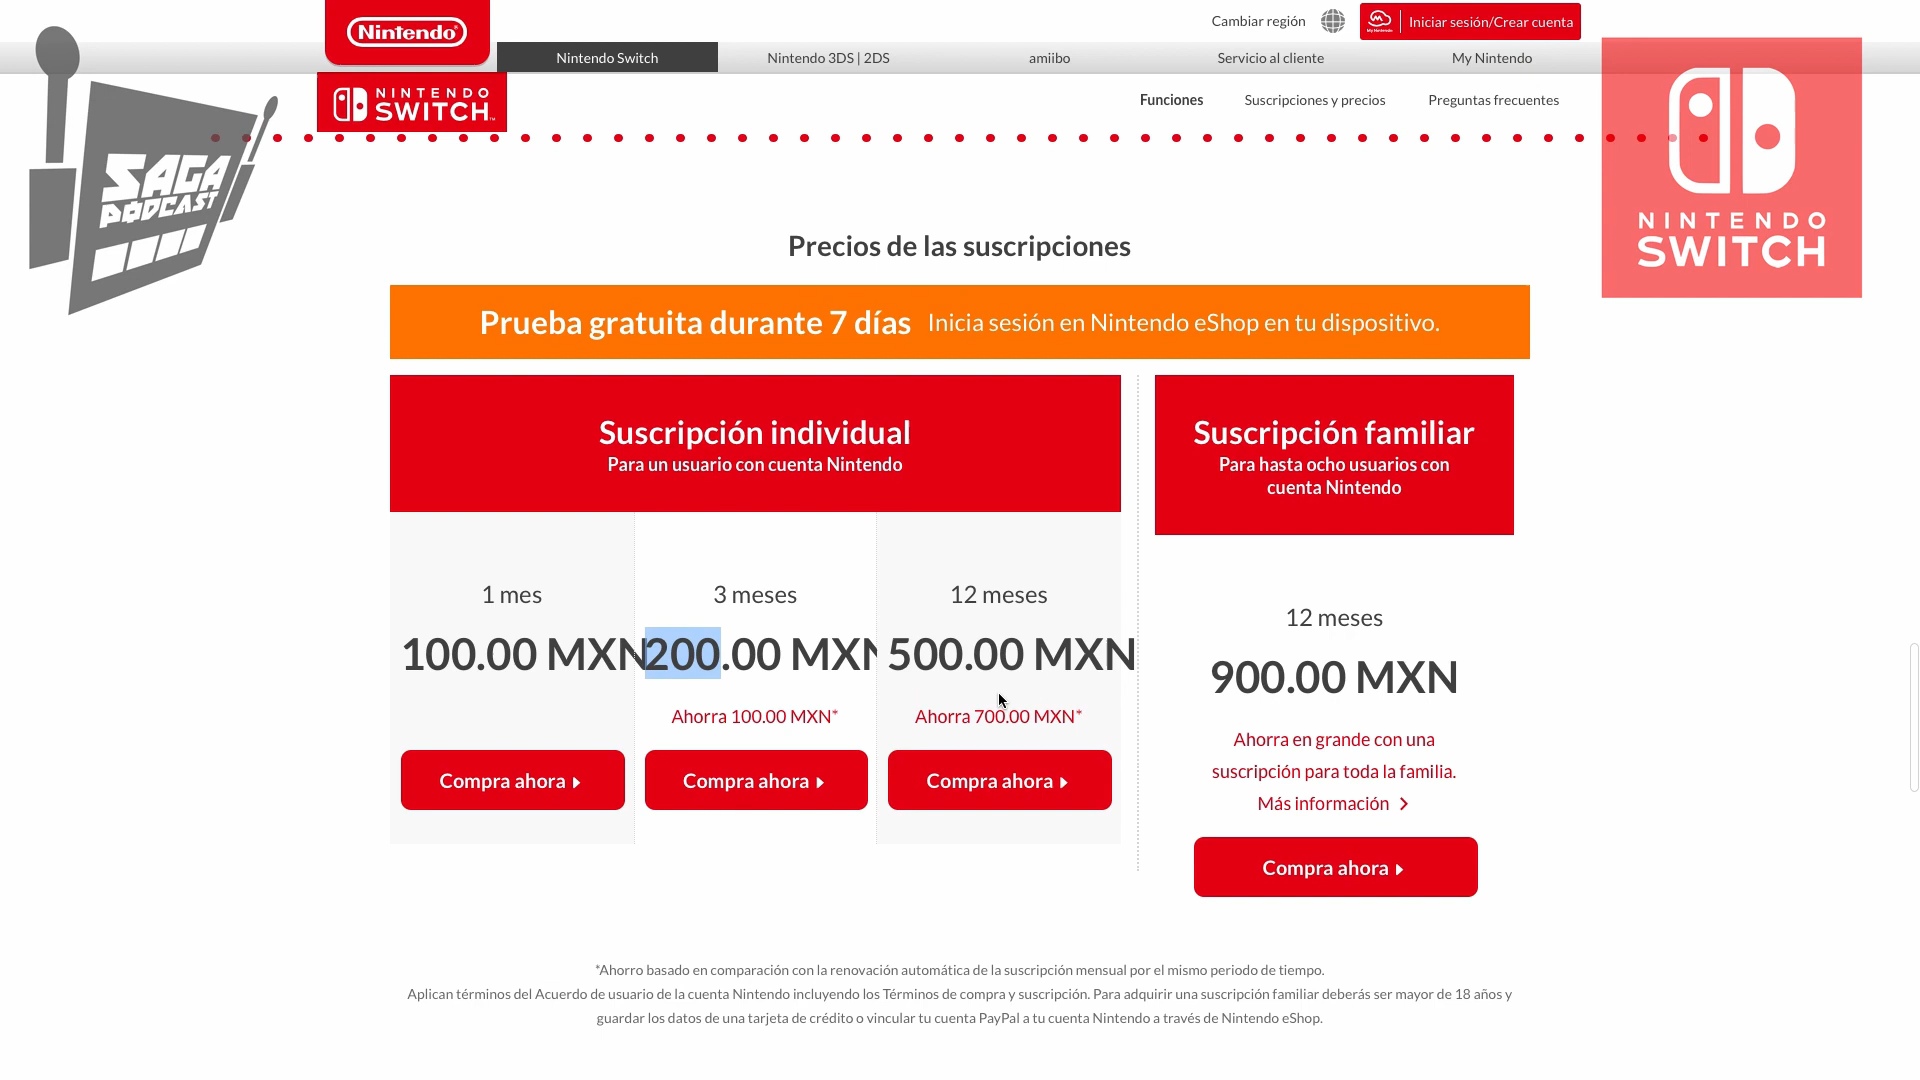 Nintendo
Cambiar región
Iniciar sesión/Crear cuenta
Nintendo Switch
Nintendo 3DS | 2DS
amiibo
Servicio al cliente
My Nintendo
NINTENDO
SWITCH
Funciones
Suscripciones y precios
Preguntas frecuentes
SAGA
PODCAST
NINTENDO
SWITCH
Precios de las suscripciones
Prueba gratuita durante 7 días Inicia sesión en Nintendo eShop en tu dispositivo.
Suscripción individual
Para un usuario con cuenta Nintendo
Suscripción familiar
Para hasta ocho usuarios con
cuenta Nintendo
1 mes
100.00 MXN
Compra ahora
3 meses
200.00 MXN
Ahorra 100.00 MXN*
Compra ahora
12 meses
500.00 MXN
Ahorra 700.00 MXN*
Compra ahora
12 meses
900.00 MXN
Ahorra en grande con una
suscripción para toda la familia.
Más información
Compra ahora
*Ahorro basado en comparación con la renovación automática de la suscripción mensual por el mismo periodo de tiempo.
Aplican términos del Acuerdo de usuario de la cuenta Nintendo incluyendo los Términos de compra y suscripción. Para adquirir una suscripción familiar deberás ser mayor de 18 años y
guardar los datos de una tarjeta de crédito o vincular tu cuenta PayPal a tu cuenta Nintendo a través de Nintendo eShop.